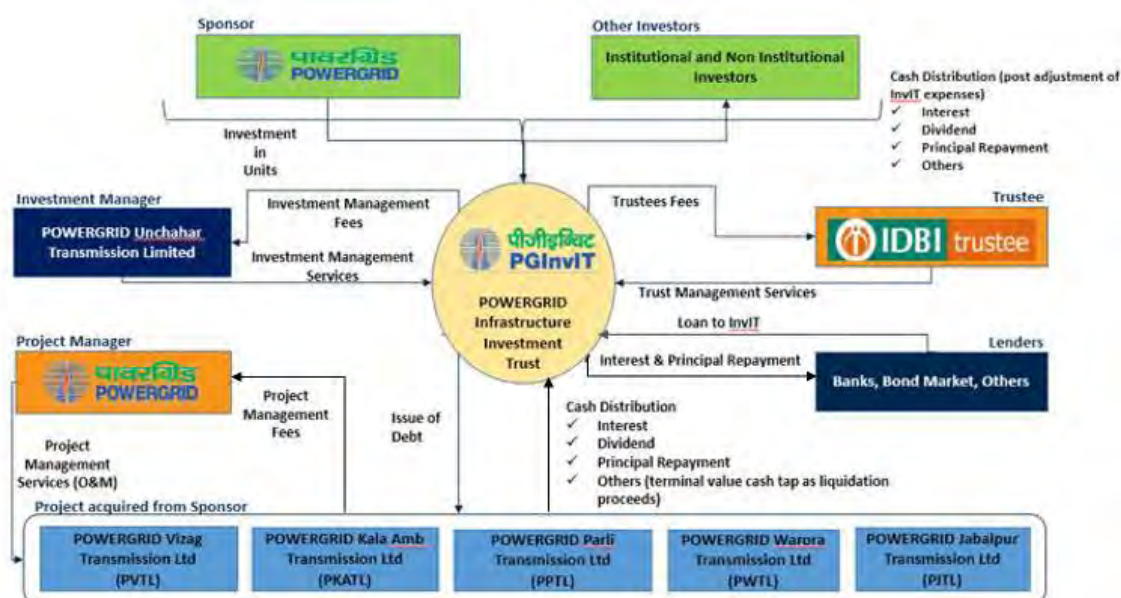 Sponsor
पावरग्रिड
POWERGRID
Other Investors
Institutional and Non Institutional
Investors
Cash Distribution (post adjustment of
InvIT expenses)
✓ Interest
✓ Dividend
✓ Principal Repayment
✓ Others
Investment
in
Units
Investment Manager
POWERGRID Unchahar
Transmission Limited
Investment Management
Fees
Investment Management
Services
पीजीइन्विट
PGInvIT
POWERGRID
Infrastructure
Investment
Trust
Trustees Fees
Trustee
IDBI trustee
Trust Management Services
Loan to InvIT
Lenders
Interest & Principal Repayment
Banks, Bond Market, Others
Project Manager
पावरग्रिड
POWERGRID
Project
Management
Fees
Issue of
Debt
Cash Distribution
✓ Interest
✓ Dividend
✓ Principal Repayment
✓ Others (terminal value cash tap as liquidation
proceeds)
Project
Management
Services (O&M)
Project acquired from Sponsor
POWERGRID Vizag
Transmission Ltd
(PVTL)
POWERGRID Kala Amb
Transmission Ltd
(PKATL)
POWERGRID Parli
Transmission Ltd
(PPTL)
POWERGRID Warora
Transmission Ltd
(PWTL)
POWERGRID Jabalpur
Transmission Ltd
(PJTL)